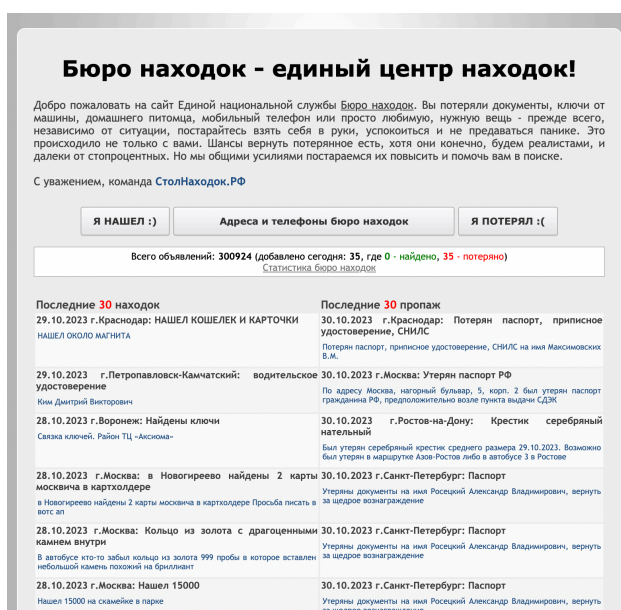 Бюро находок - единый центр находок!
Добро пожаловать на сайт Единой национальной службы Бюро находок. Вы потеряли документы, ключи от
машины, домашнего питомца, мобильный телефон или просто любимую, нужную вещь - прежде всего,
независимо от ситуации, постарайтесь взять себя в руки, успокоиться и не предаваться панике. Это
происходило не только с вами. Шансы вернуть потерянное есть, хотя они конечно, будем реалистами, и
далеки от стопроцентных. Но мы общими усилиями постараемся их повысить и помочь вам в поиске.
С уважением, команда СтолНаходок.РФ
Я НАШЕЛ :)
Адреса и телефоны бюро находок
Я ПОТЕРЯЛ :(
Всего объявлений: 300924 (добавлено сегодня: 35, где 0 - найдено, 35 - потеряно)
Статистика бюро находок
Последние 30 находок
29.10.2023 г.Краснодар: НАШЕЛ КОШЕЛЕК И КАРТОЧКИ
НАШЕЛ ОКОЛО МАГНИТА
29.10.2023 г.Петропавловск-Камчатский: водительское
удостоверение
Ким Дмитрий Викторович
28.10.2023 г.Воронеж: Найдены ключи
Связка ключей. Район ТЦ «Аксиома»
28.10.2023 г.Москва: в Новогиреево найдены 2 карты
москвича в картхолдере
в Новогиреево найдены 2 карты москвича в картхолдере Просьба писать в
вотс ап
28.10.2023 г.Москва: Кольцо из золота с драгоценными
камнем внутри
В автобусе кто-то забыл кольцо из золота 999 пробы в которое вставлен
небольшой камень похожий на бриллиант
28.10.2023 г.Москва: Нашел 15000
Нашел 15000 на скамейке в парке
Последние 30 пропаж
30.10.2023 г.Краснодар: Потерян паспорт, приписное
удостоверение, СНИЛС
Потерян паспорт, приписное удостоверение, СНИЛС на имя Максимовских
В.М.
30.10.2023 г.Москва: Утерян паспорт РФ
По адресу Москва, нагорный бульвар, 5, корп. 2 был утерян паспорт
гражданина РФ, предположительно возле пункта выдачи СДЭК
30.10.2023 г.Ростов-на-Дону: Крестик серебряный
нательный
Был утерян серебряный крестик среднего размера 29.10.2023. Возможно
был утерян в маршрутке Азов-Ростов либо в автобусе 3 в Ростове
30.10.2023 г.Санкт-Петербург: Паспорт
Утеряны документы на имя Росецкий Александр Владимирович, вернуть
за щедрое вознаграждение
30.10.2023 г.Санкт-Петербург: Паспорт
Утеряны документы на имя Росецкий Александр Владимирович, вернуть
за щедрое вознаграждение
30.10.2023 г.Санкт-Петербург: Паспорт
Утеряны документы на имя Росецкий Александр Владимирович, вернуть